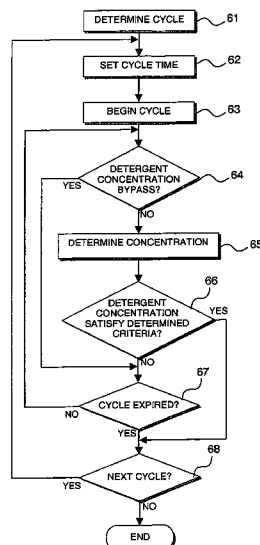 DETERMINE CYCLE
61
SET CYCLE TIME
62
BEGIN CYCLE
63
DETERGENT
CONCENTRATION
BYPASS?
64
YES
NO
DETERMINE CONCENTRATION
65
66
DETERGENT
CONCENTRATION
SATISFY DETERMINED
CRITERIA?
YES
NO
67
CYCLE EXPIRED?
NO
YES
68
NEXT CYCLE?
YES
NO
END